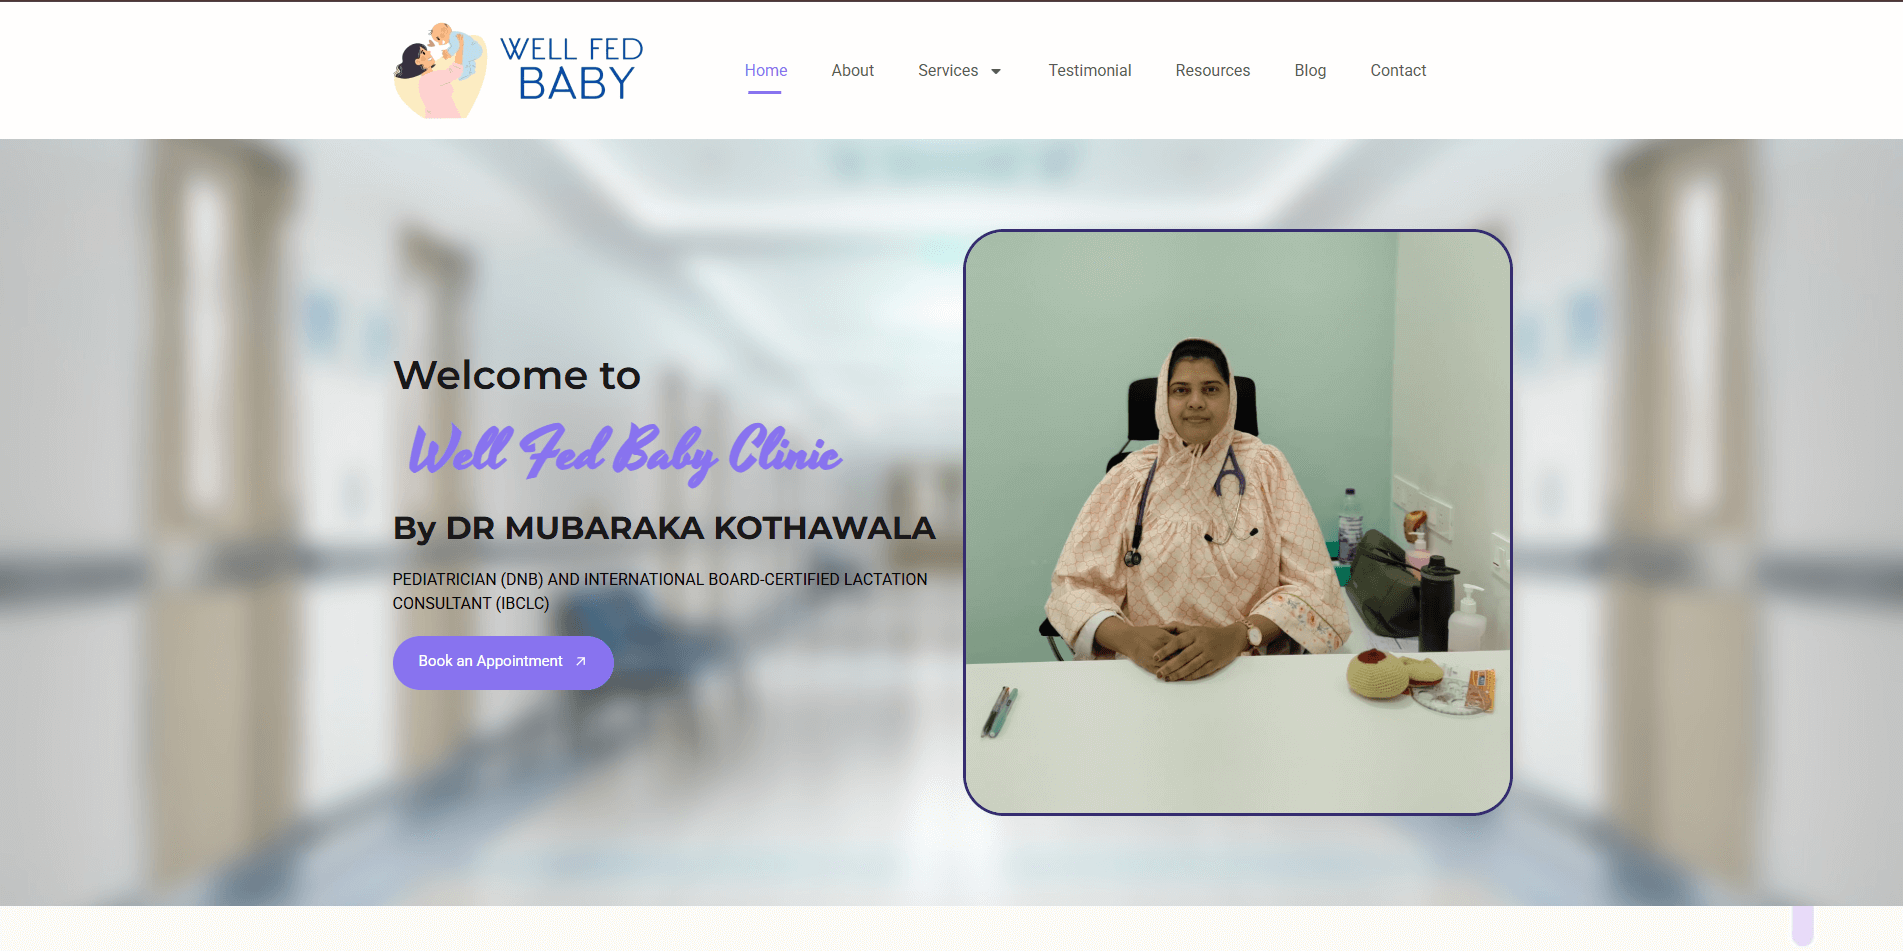 WELL FED
BABY
Home About Services Testimonial Resources Blog Contact
Welcome to
Well Fed Baby Clinic
By DR MUBARAKA KOTHAWALA
PEDIATRICIAN (DNB) AND INTERNATIONAL BOARD-CERTIFIED LACTATION
CONSULTANT (IBCLC)
Book an Appointment